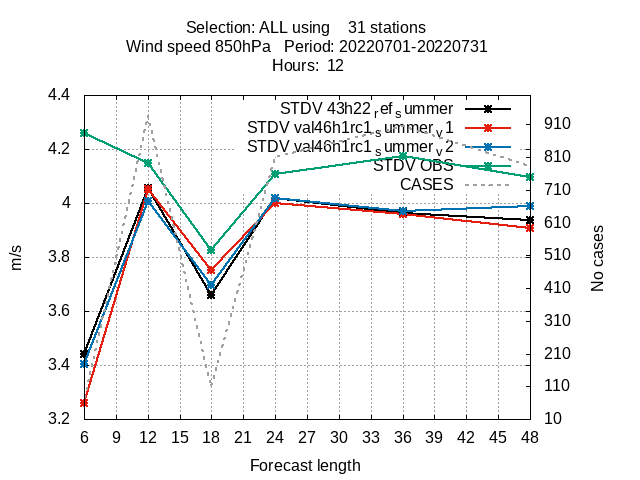 Selection: ALL using    31 stations
Wind speed 850hPa   Period: 20220701-20220731
Hours:  12
STDV 43h22_ref_summer
STDV val46h1rc1_summer_v1
STDV val46h1rc1_summer_v2
STDV OBS
CASES
m/s
4.4
4.2
4
3.8
3.6
3.4
3.2
No cases
910
810
710
610
510
410
310
210
110
10
6 9 12 15 18 21 24 27 30 33 36 39 42 45 48
Forecast length